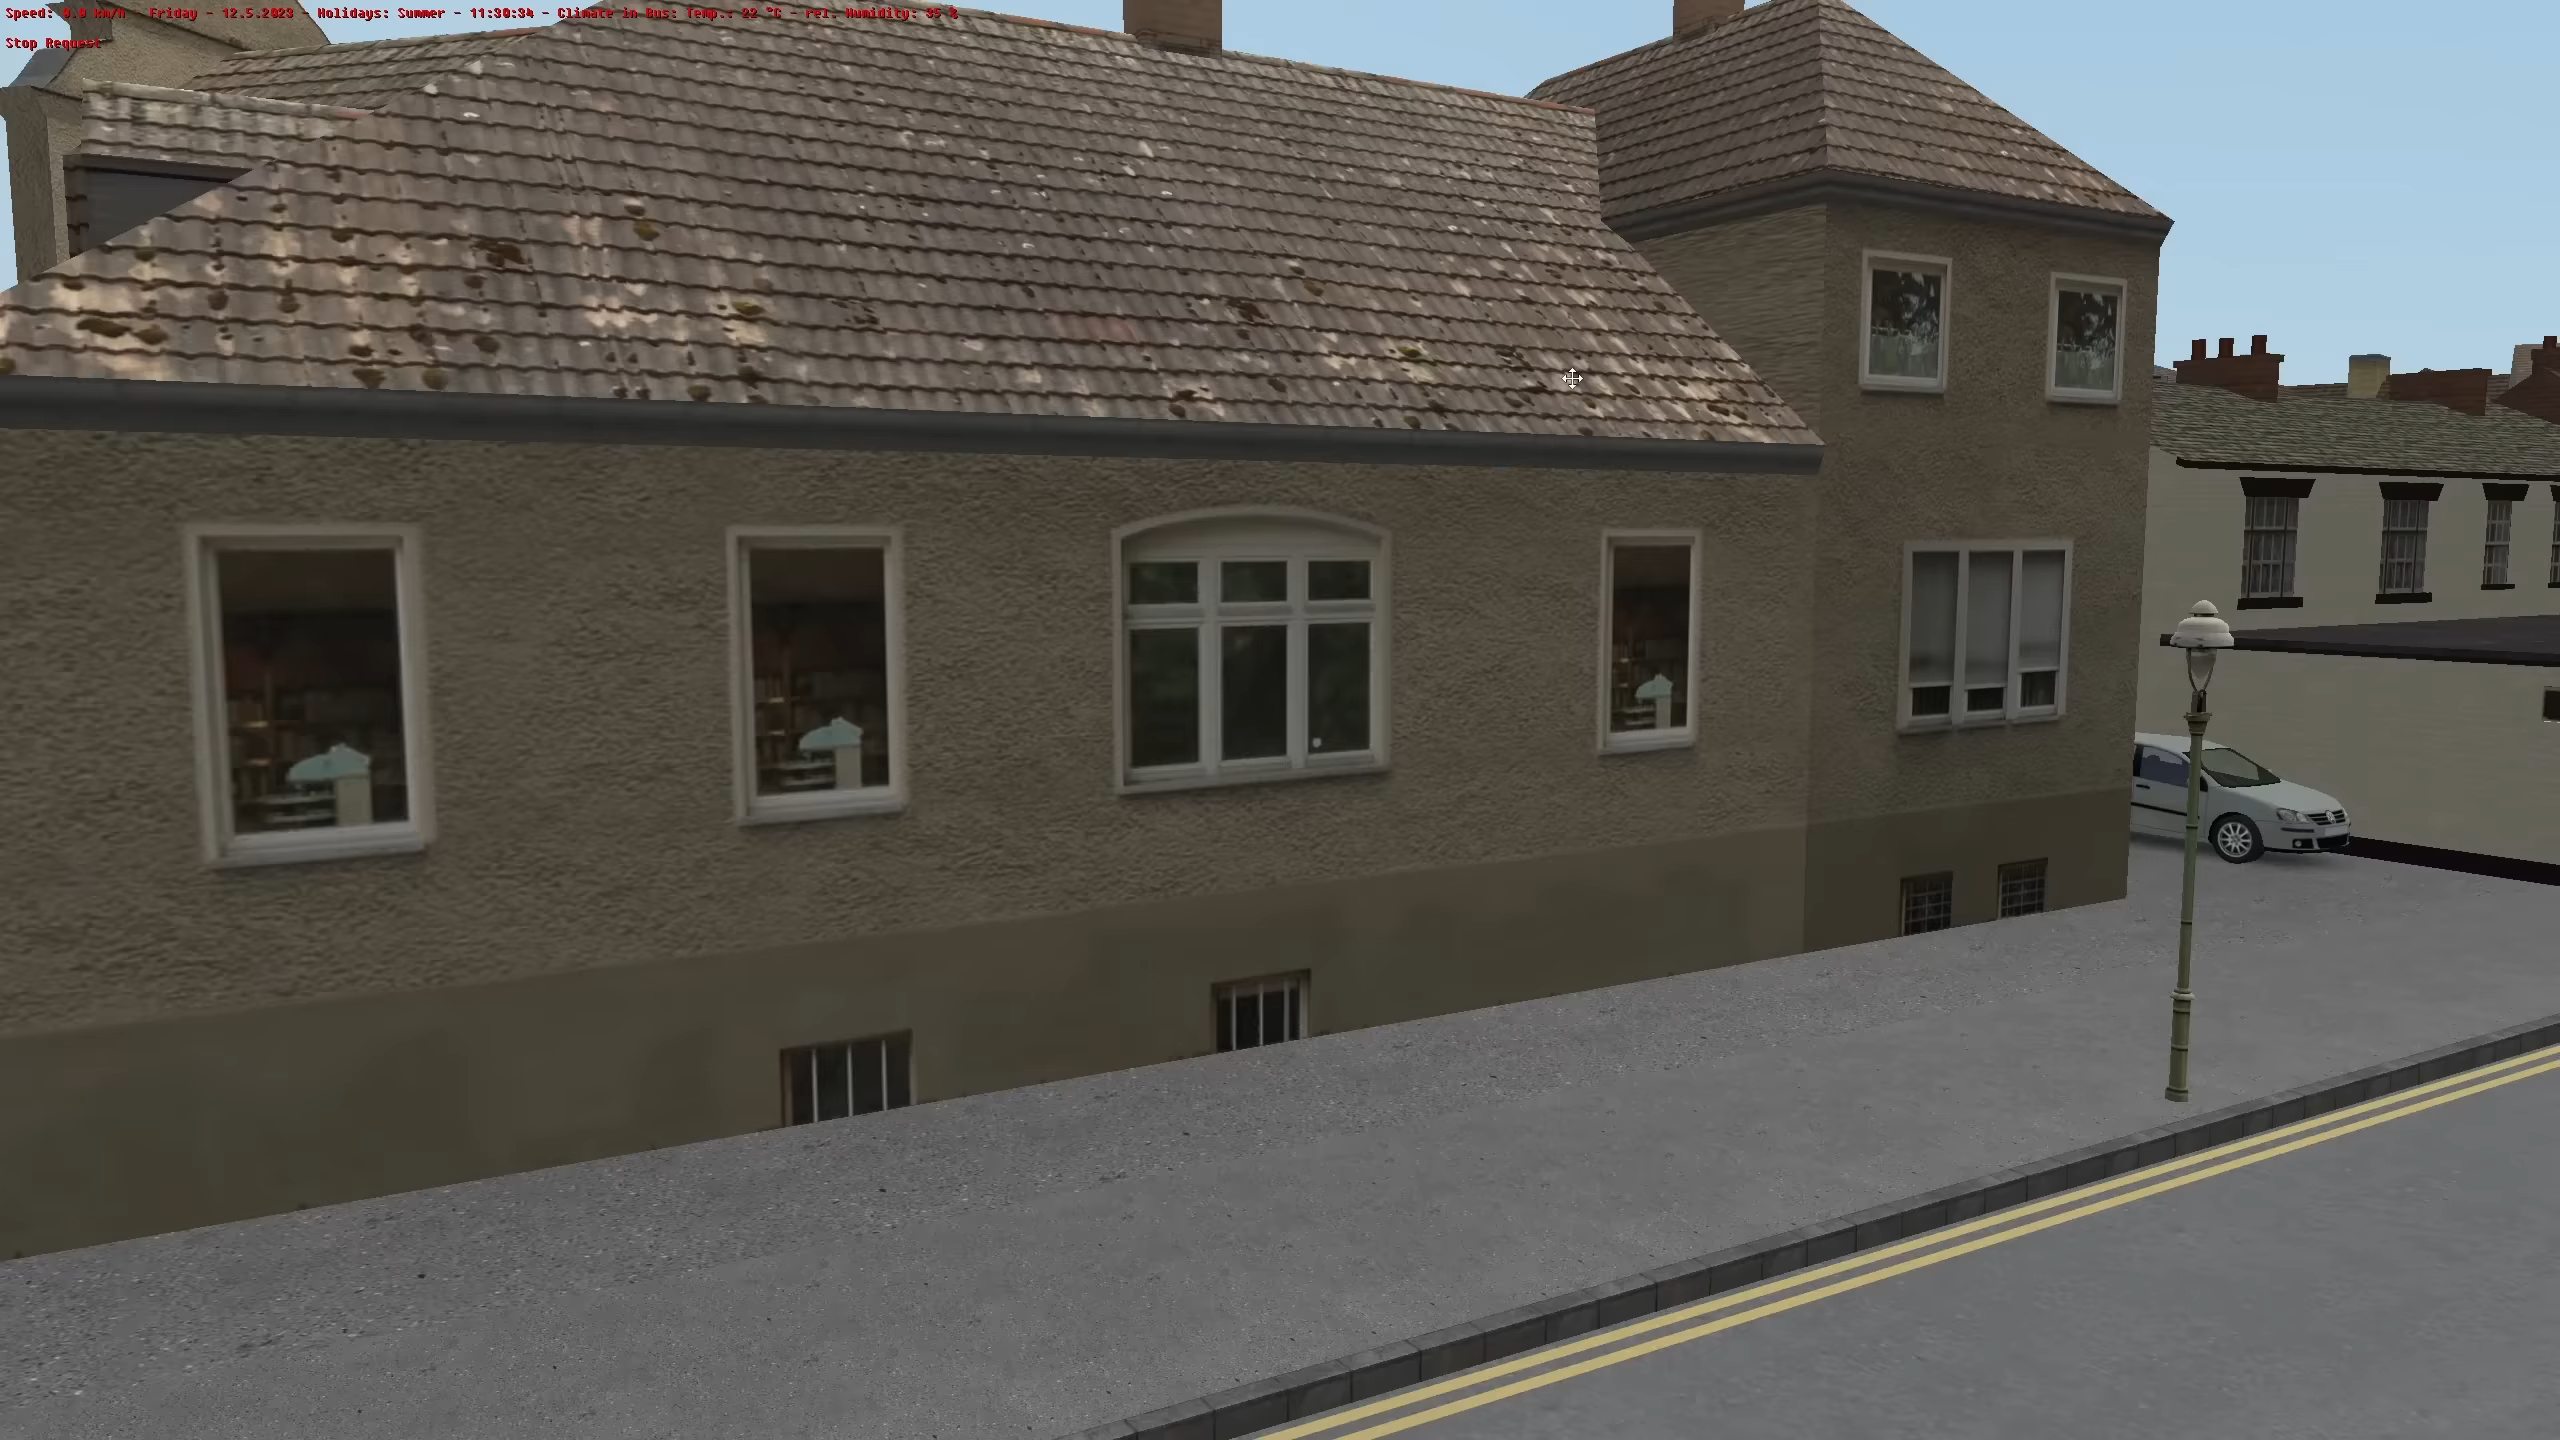 Speed: 0.0 km/h - Friday - 12.5.2023 - Holidays: Summer - 11:30:34 - Climate in Bus: Temp.: 22 °C - rel. Humidity: 35 %
Stop Request